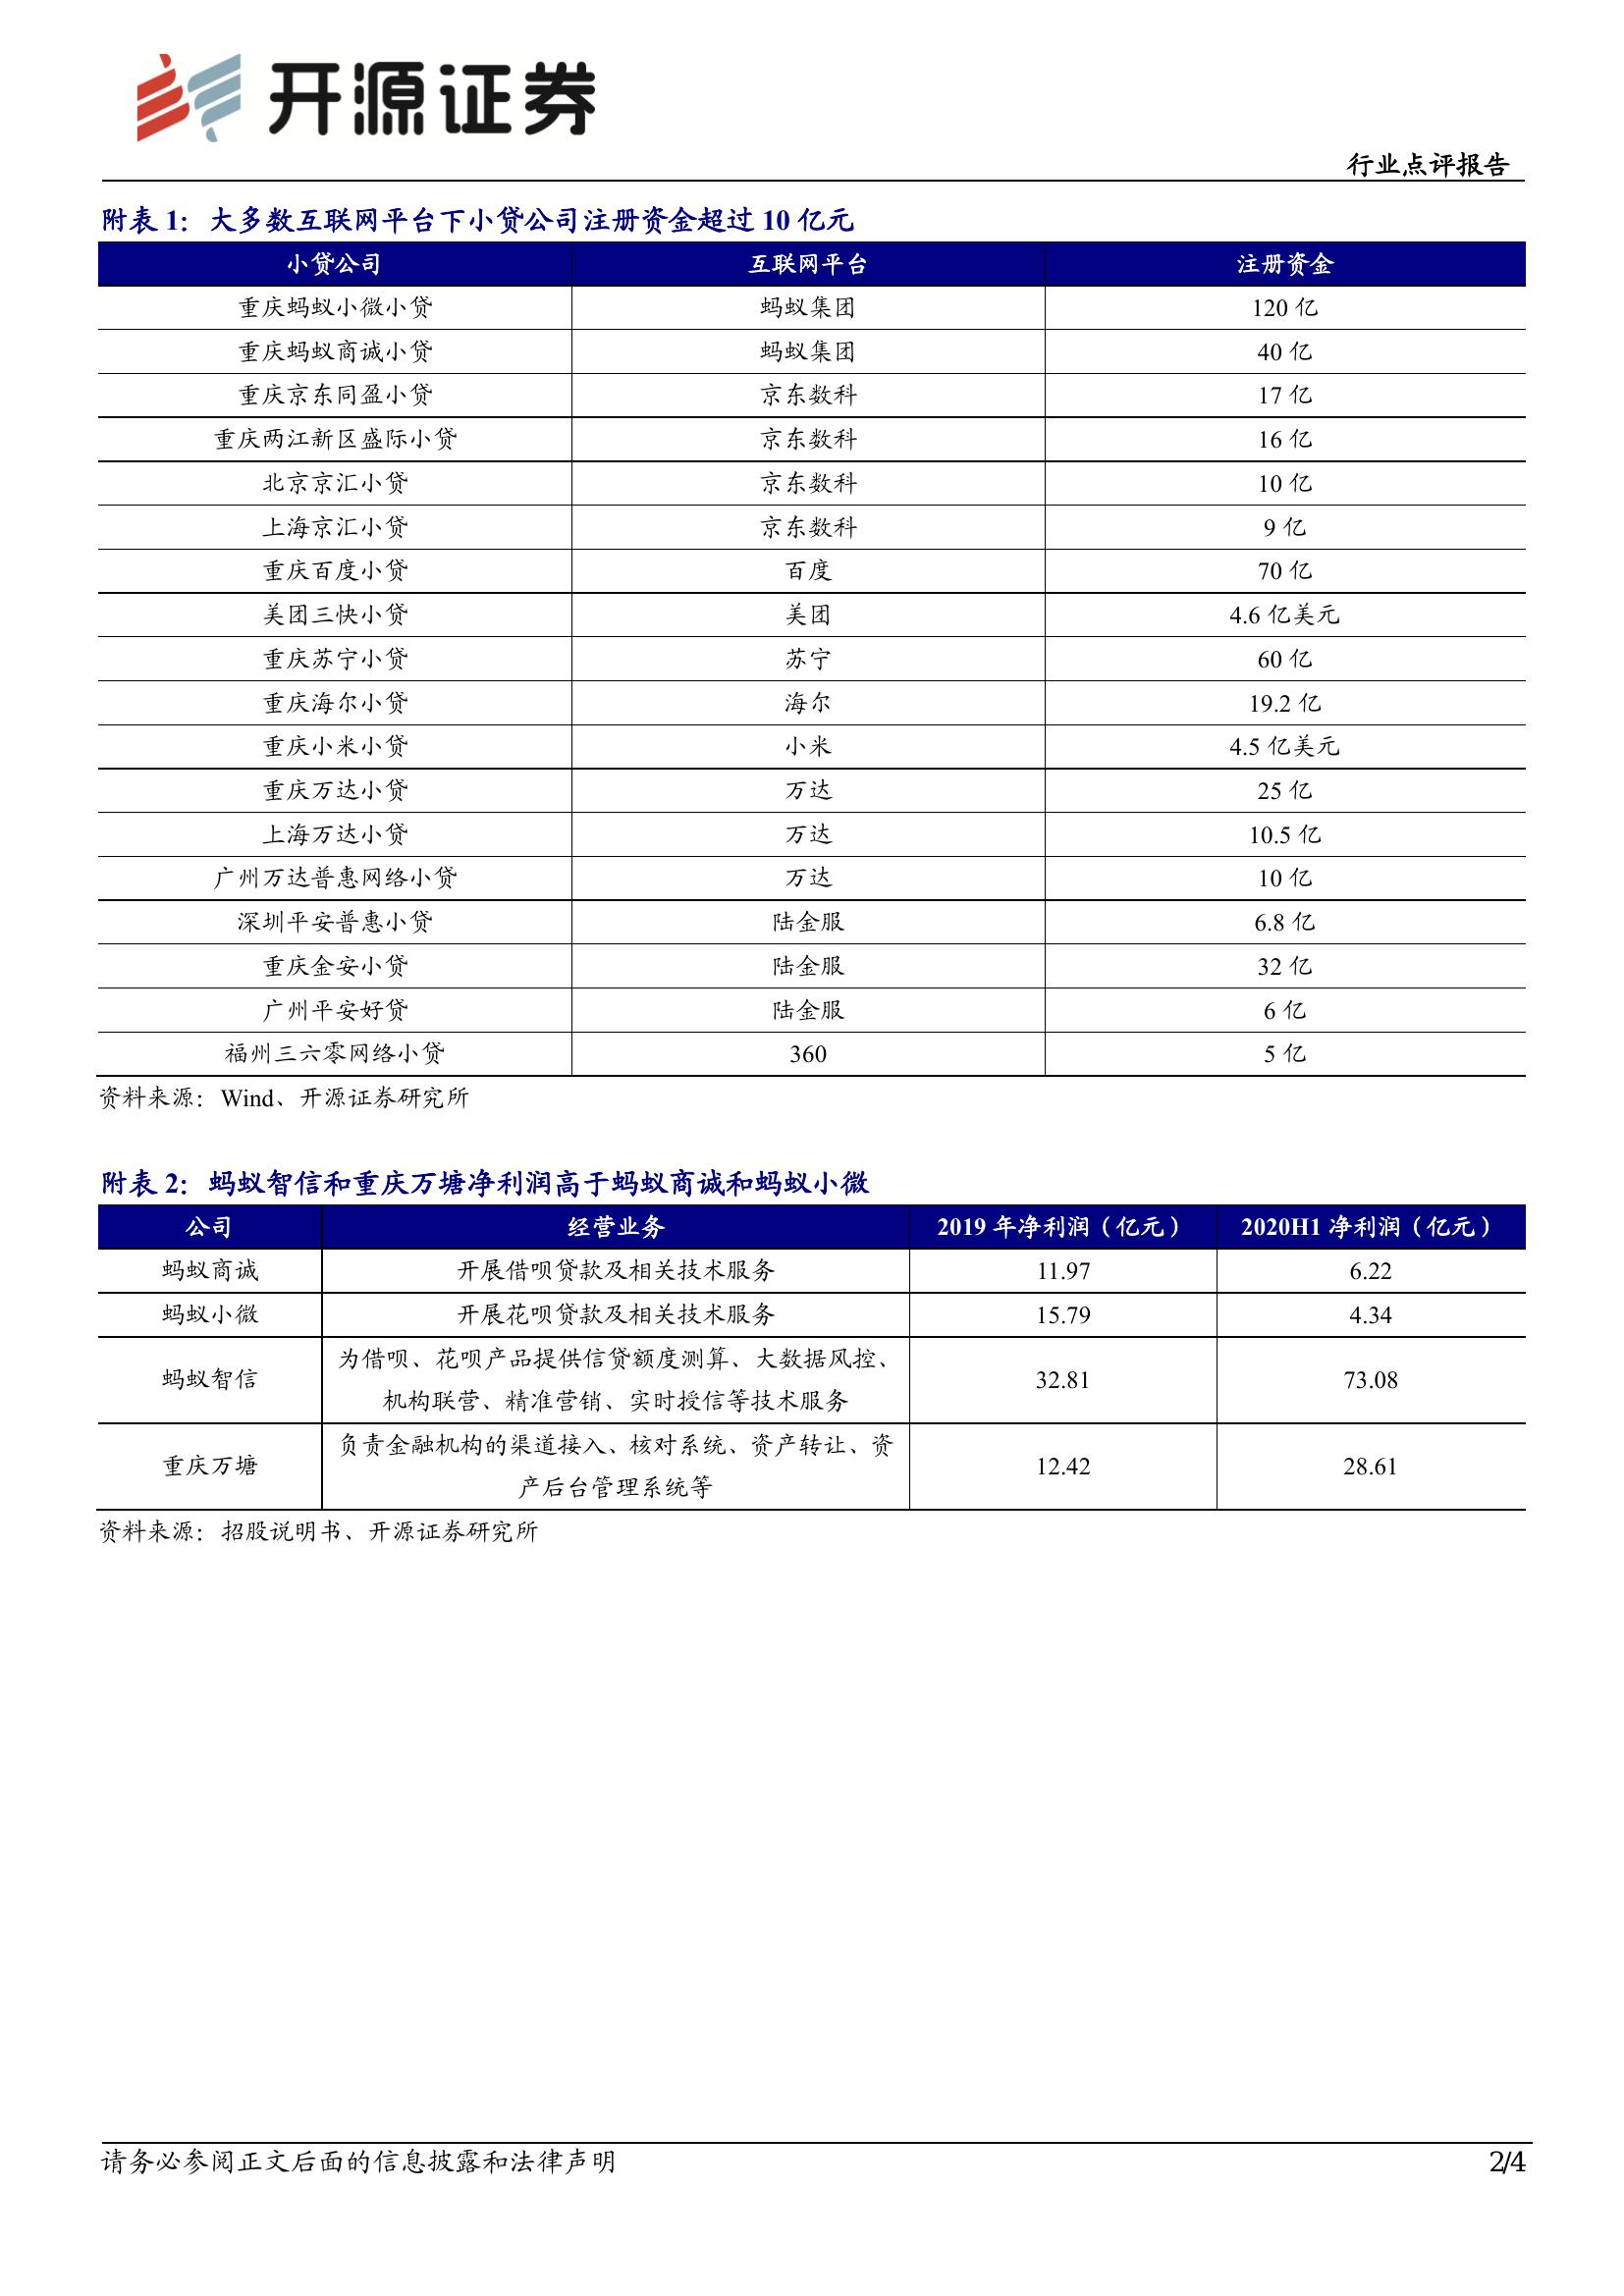 开源证券
行业点评报告
附表 1：大多数互联网平台下小贷公司注册资金超过 10 亿元
小贷公司 互联网平台 注册资金
重庆蚂蚁小微小贷 蚂蚁集团 120 亿
重庆蚂蚁商诚小贷 蚂蚁集团 40 亿
重庆京东同盈小贷 京东数科 17 亿
重庆两江新区盛际小贷 京东数科 16 亿
北京京汇小贷 京东数科 10 亿
上海京汇小贷 京东数科 9 亿
重庆百度小贷 百度 70 亿
美团三快小贷 美团 4.6 亿美元
重庆苏宁小贷 苏宁 60 亿
重庆海尔小贷 海尔 19.2 亿
重庆小米小贷 小米 4.5 亿美元
重庆万达小贷 万达 25 亿
上海万达小贷 万达 10.5 亿
广州万达普惠网络小贷 万达 10 亿
深圳平安普惠小贷 陆金服 6.8 亿
重庆金安小贷 陆金服 32 亿
广州平安好贷 陆金服 6 亿
福州三六零网络小贷 360 5 亿
资料来源：Wind、开源证券研究所
附表 2：蚂蚁智信和重庆万塘净利润高于蚂蚁商诚和蚂蚁小微
公司 经营业务 2019 年净利润（亿元） 2020H1 净利润（亿元）
蚂蚁商诚 开展借呗贷款及相关技术服务 11.97 6.22
蚂蚁小微 开展花呗贷款及相关技术服务 15.79 4.34
为借呗、花呗产品提供信贷额度测算、大数据风控、
蚂蚁智信 32.81 73.08
机构联营、精准营销、实时授信等技术服务
负责金融机构的渠道接入、核对系统、资产转让、资
重庆万塘 12.42 28.61
产后台管理系统等
资料来源：招股说明书、开源证券研究所
请务必参阅正文后面的信息披露和法律声明 2/4